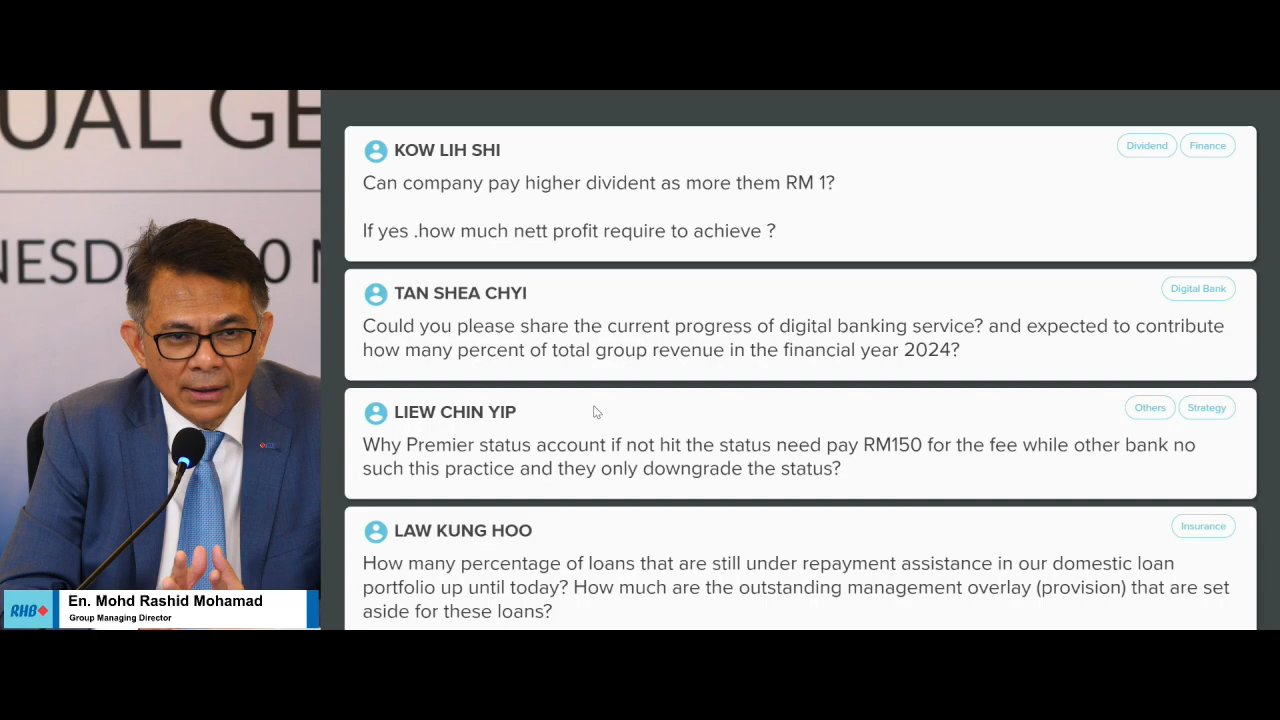 UAL GE
NESD 0
RHB
En. Mohd Rashid Mohamad
Group Managing Director
KOW LIH SHI
Dividend
Finance
Can company pay higher divident as more them RM 1?
If yes .how much nett profit require to achieve ?
TAN SHEA CHYI
Digital Bank
Could you please share the current progress of digital banking service? and expected to contribute
how many percent of total group revenue in the financial year 2024?
LIEW CHIN YIP
Others
Strategy
Why Premier status account if not hit the status need pay RM150 for the fee while other bank no
such this practice and they only downgrade the status?
LAW KUNG HOO
Insurance
How many percentage of loans that are still under repayment assistance in our domestic loan
portfolio up until today? How much are the outstanding management overlay (provision) that are set
aside for these loans?